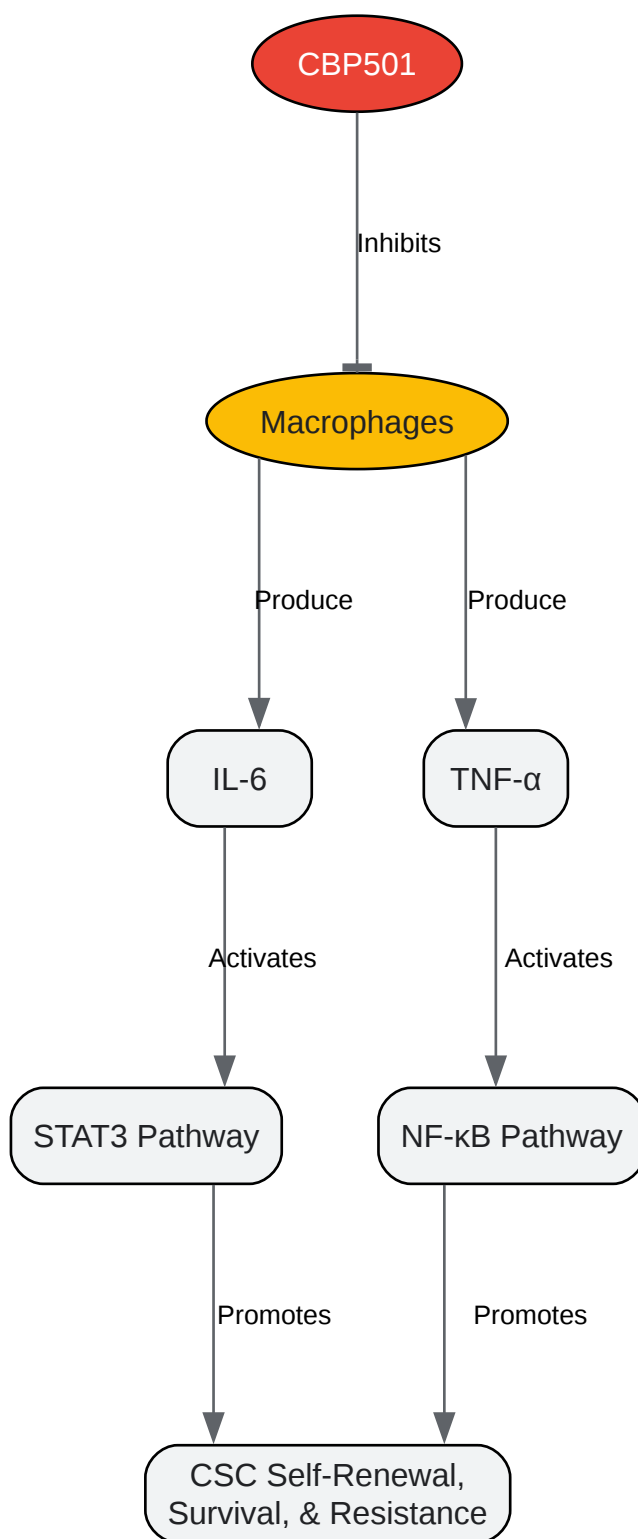 CBP501
Inhibits
Macrophages
Produce
Produce
IL-6
TNF-α
Activates
Activates
STAT3 Pathway
NF-κB Pathway
Promotes
Promotes
CSC Self-Renewal,
Survival, & Resistance